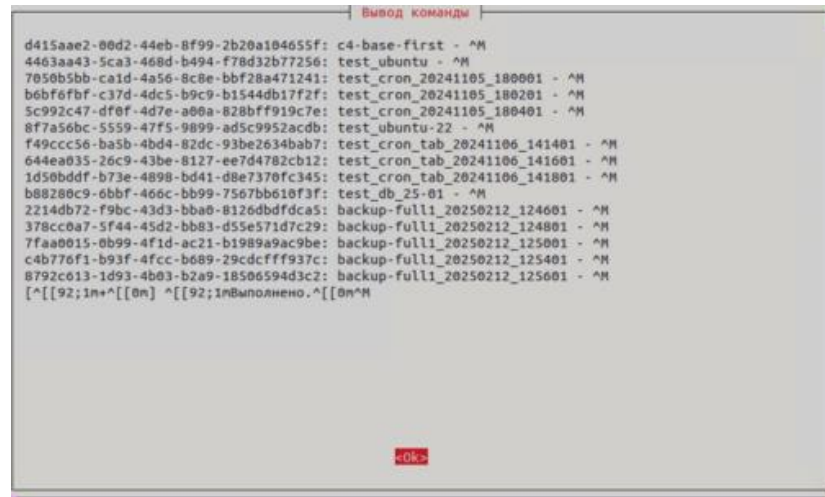 Вывод команды
d415aae2-00d2-44eb-8f99-2b20a104655f: c4-base-first - ^M
4463aa43-5ca3-468d-b494-f78d32b77256: test_ubuntu - ^M
7050b5bb-ca1d-4a56-8c8e-bbf28a471241: test_cron_20241105_180001 - ^M
b6bf6fbf-c37d-4dc5-b9c9-b1544db17f2f: test_cron_20241105_180201 - ^M
5c992c47-df0f-4d7e-a00a-828bff919c7e: test_cron_20241105_180401 - ^M
8f7a56bc-5559-47f5-9899-ad5c9952acdb: test_ubuntu-22 - ^M
f49ccc56-ba5b-4bd4-82dc-93be2634bab7: test_cron_tab_20241106_141401 - ^M
644ea035-26c9-43be-8127-ee7d4782cb12: test_cron_tab_20241106_141601 - ^M
1d50bddf-b73e-4898-bd41-d8e7370fc345: test_cron_tab_20241106_141801 - ^M
b88280c9-6bbf-466c-bb99-7567bb610f3f: test_db_25-01 - ^M
2214db72-f9bc-43d3-bba0-8126dbdfdca5: backup-full1_20250212_124601 - ^M
378cc0a7-5f44-45d2-bb83-d55e571d7c29: backup-full1_20250212_124801 - ^M
7faa0015-0b99-4f1d-ac21-b1989a9ac9be: backup-full1_20250212_125001 - ^M
c4b776f1-b93f-4fcc-b689-29cdcfff937c: backup-full1_20250212_125401 - ^M
8792c613-1d93-4b03-b2a9-18506594d3c2: backup-full1_20250212_125601 - ^M
[^[[92;1m+^[[0m] ^[[92;1mВыполнено.^[[0m^M
<Ok>